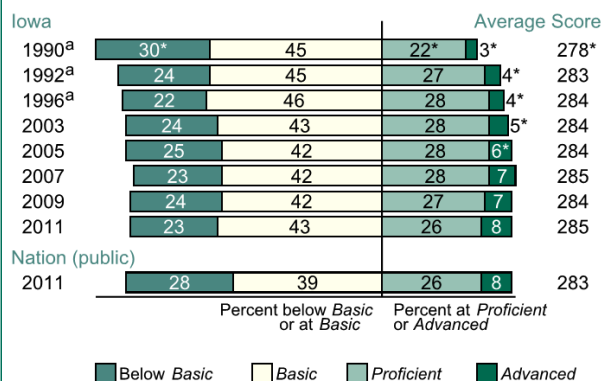 Iowa Average Score
1990a 30* 45 22* 3* 278*
1992a 24 45 27 4* 283
1996a 22 46 28 4* 284
2003 24 43 28 5* 284
2005 25 42 28 6* 284
2007 23 42 28 7 285
2009 24 42 27 7 284
2011 23 43 26 8 285
Nation (public)
2011 28 39 26 8 283
Percent below Basic Percent at Proficient
or at Basic or Advanced
Below Basic Basic Proficient Advanced